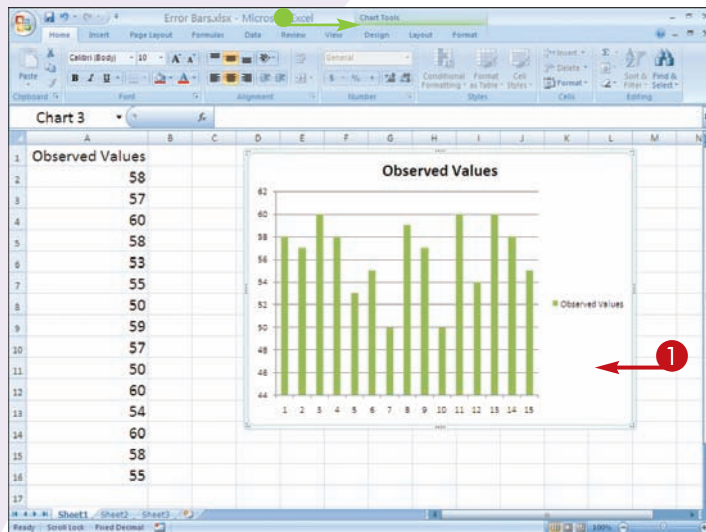 Error Bars.xlsx - Microsoft Excel
Chart Tools
Home Insert Page Layout Formulas Data Review View Design Layout Format
Calibri (Body) 10 A A General Insert Σ
Paste Delete
B I U A $ % , Conditional Formatting Format as Table Cell Styles Format Sort & Filter Find & Select
Clipboard Font Alignment Number Styles Cells Editing
Chart 3 fx
A B C D E F G H I J K L M N
1 Observed Values
2 58
3 57
4 60
5 58
6 53
7 55
8 50
9 59
10 57
11 50
12 60
13 54
14 60
15 58
16 55
17
Observed Values
62
60
58
56
54
52
50
48
46
44
1 2 3 4 5 6 7 8 9 10 11 12 13 14 15
Observed Values
1
Sheet1 Sheet2 Sheet3
Ready Scroll Lock Fixed Decimal 100%